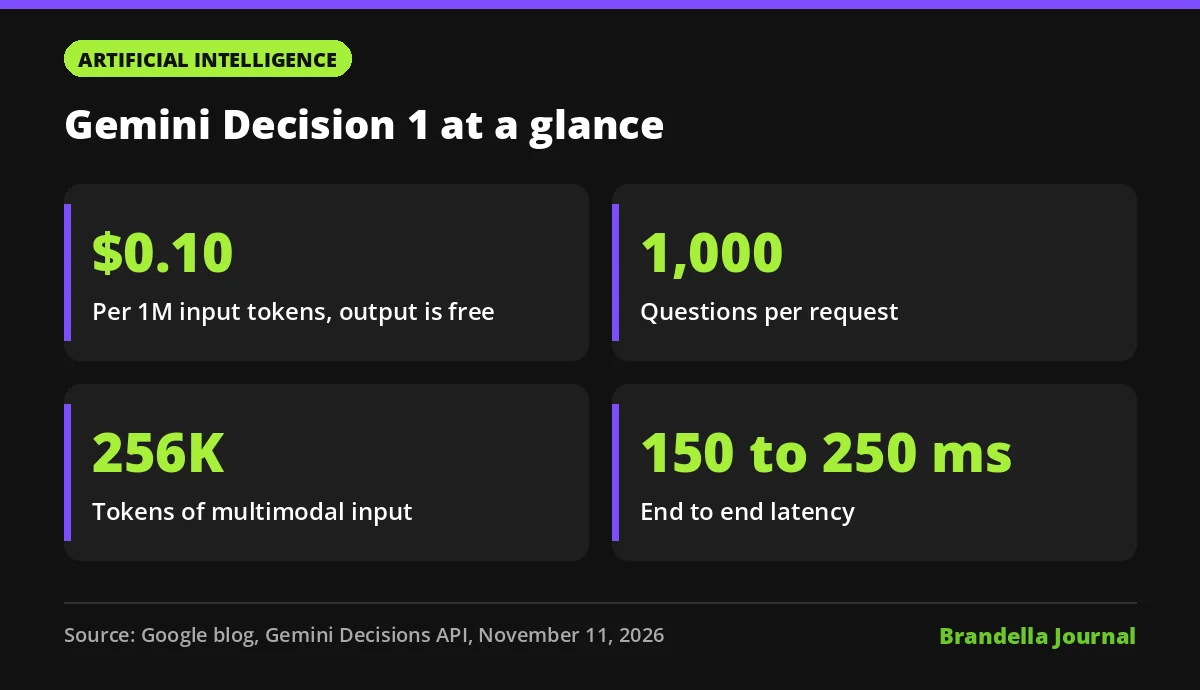 ARTIFICIAL INTELLIGENCE
Gemini Decision 1 at a glance
$0.10
Per 1M input tokens, output is free
1,000
Questions per request
256K
Tokens of multimodal input
150 to 250 ms
End to end latency
Source: Google blog, Gemini Decisions API, November 11, 2026
Brandella Journal